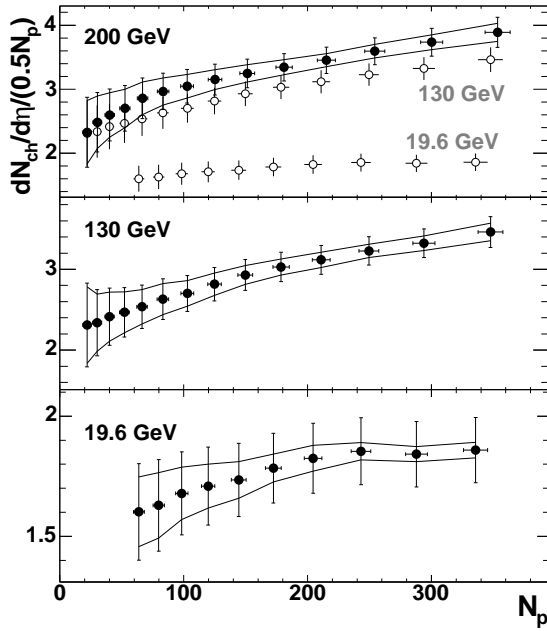 dN_ch/dη/(0.5N_p)
4
200 GeV
3
130 GeV
2
19.6 GeV
130 GeV
3
2
2
19.6 GeV
1.5
0 100 200 300
N_p